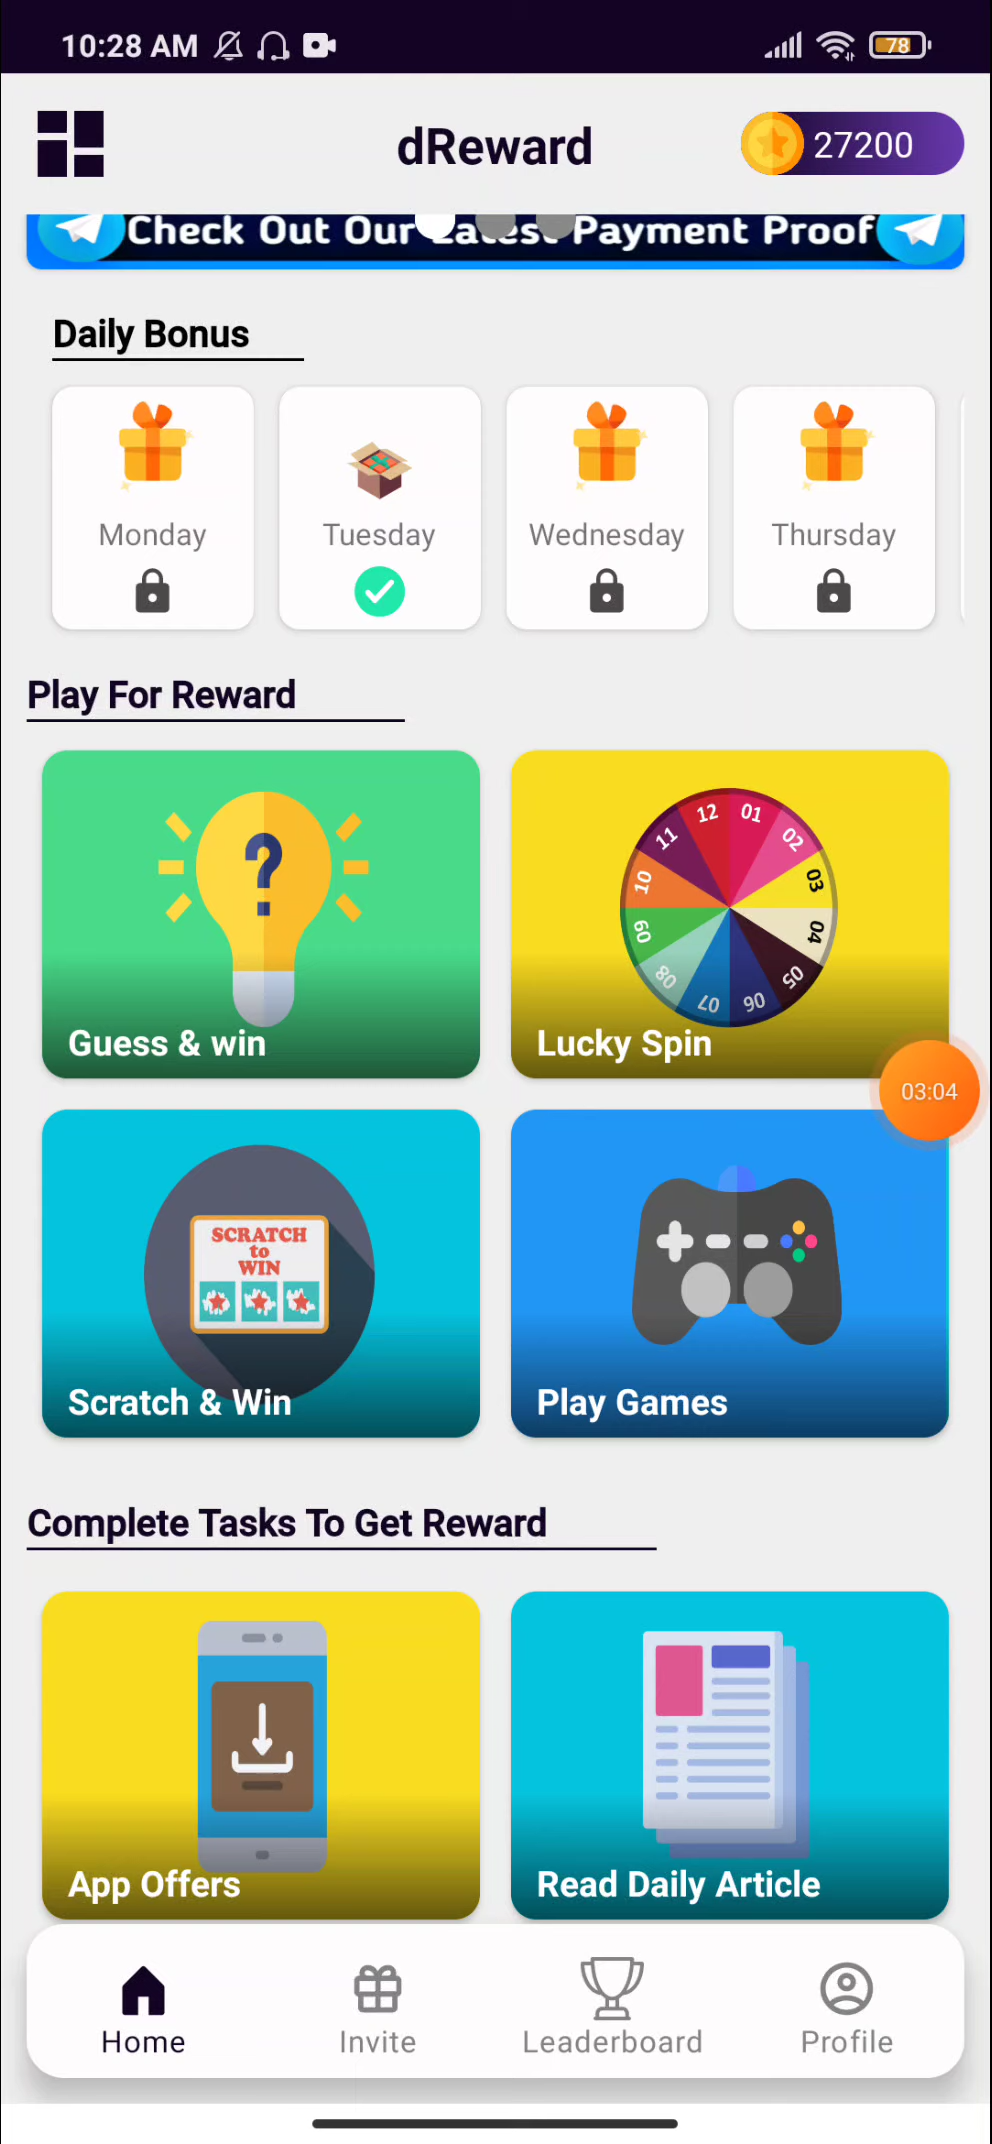 10:28 AM
78
dReward
27200
Check Out Our Latest Payment Proof
Daily Bonus
Monday
Tuesday
Wednesday
Thursday
Play For Reward
?
12 01
11 02
10 03
09 04
08 05
07 06
Guess & win
Lucky Spin
03:04
SCRATCH
to
WIN
Scratch & Win
Play Games
Complete Tasks To Get Reward
App Offers
Read Daily Article
Home
Invite
Leaderboard
Profile